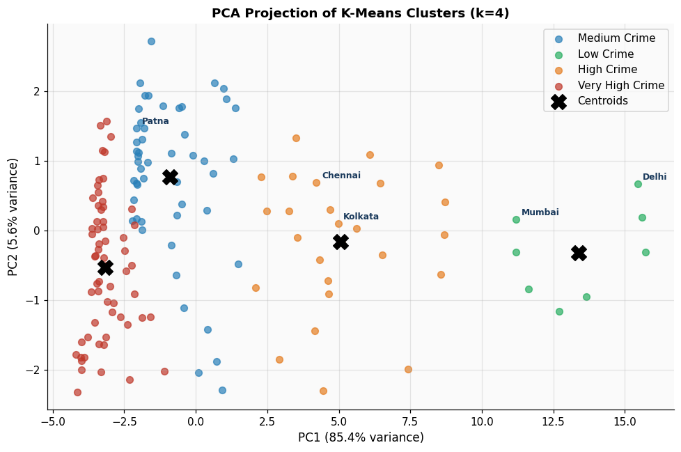 PCA Projection of K-Means Clusters (k=4)
Medium Crime
Low Crime
High Crime
Very High Crime
Centroids
Patna
Chennai
Kolkata
Mumbai
Delhi
PC2 (5.6% variance)
2
1
0
−1
−2
−5.0 −2.5 0.0 2.5 5.0 7.5 10.0 12.5 15.0
PC1 (85.4% variance)